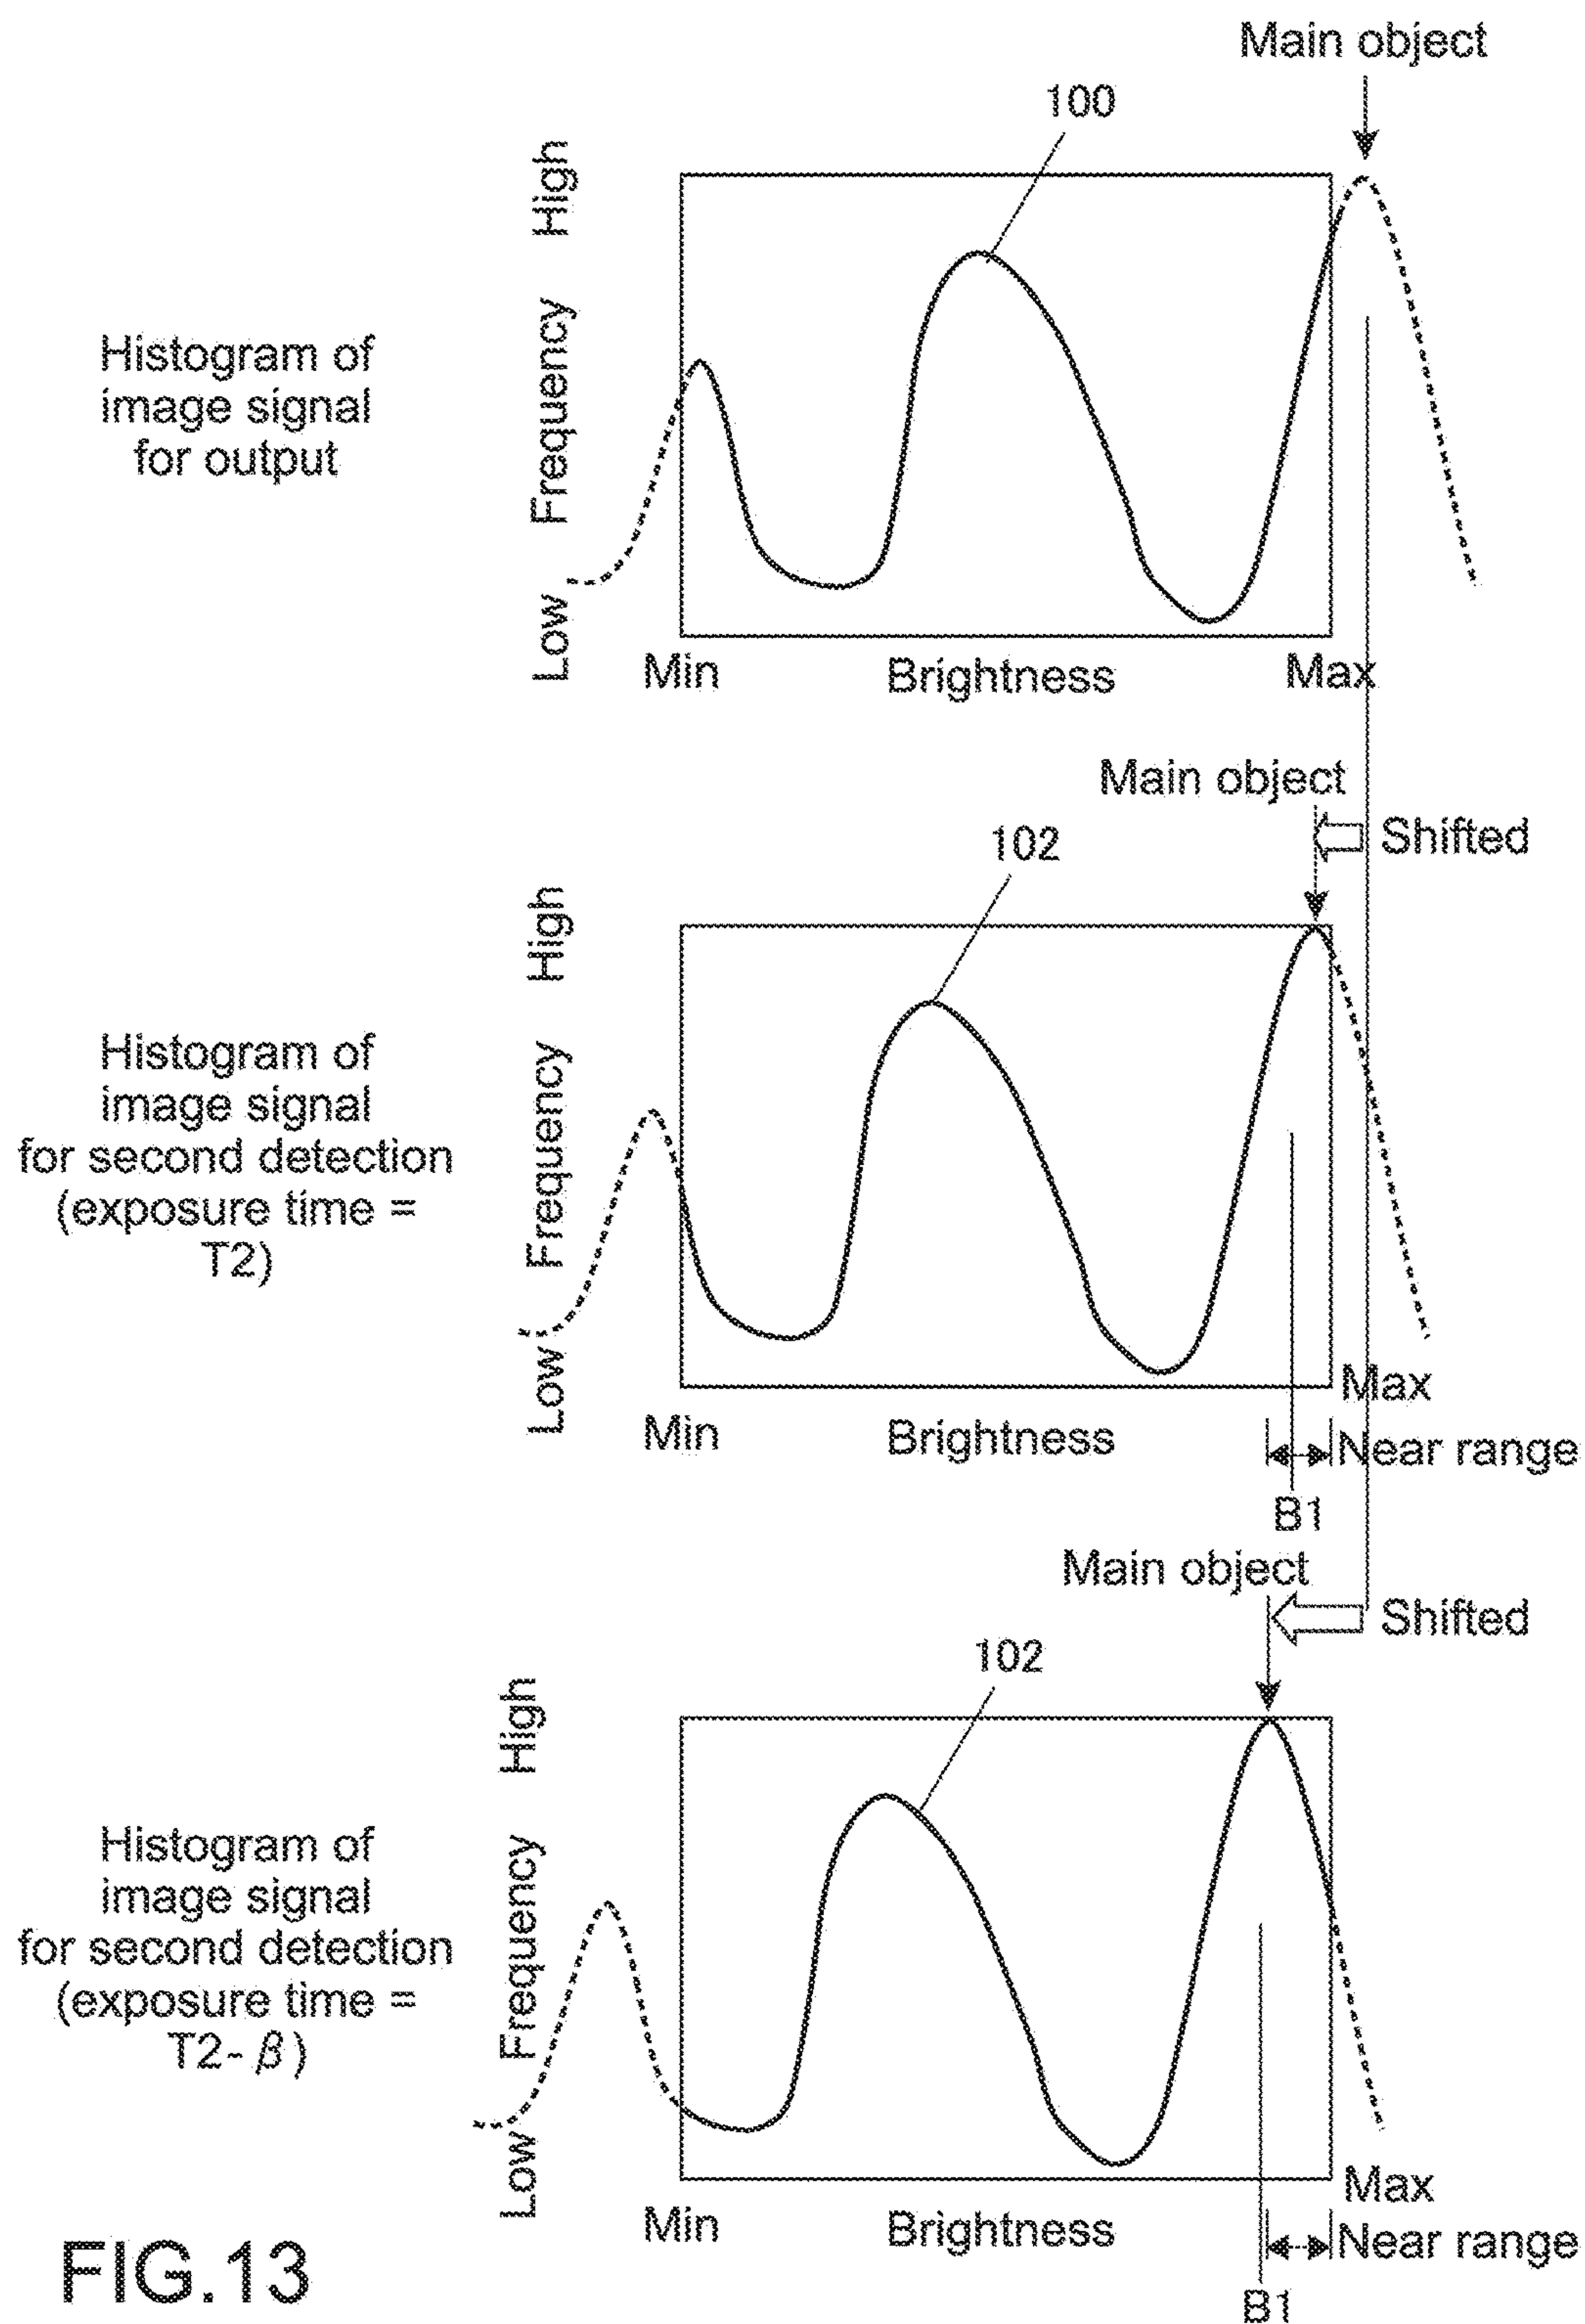 Main object
100
High
Frequency
Low
Histogram of
image signal
for output
Min
Brightness
Max
Main object
Shifted
102
High
Frequency
Low
Histogram of
image signal
for second detection
(exposure time =
T2)
Max
Min
Brightness
Near range
B1
Main object
Shifted
102
High
Frequency
Low
Histogram of
image signal
for second detection
(exposure time =
T2-β)
Max
Min
Brightness
Near range
B1
FIG.13